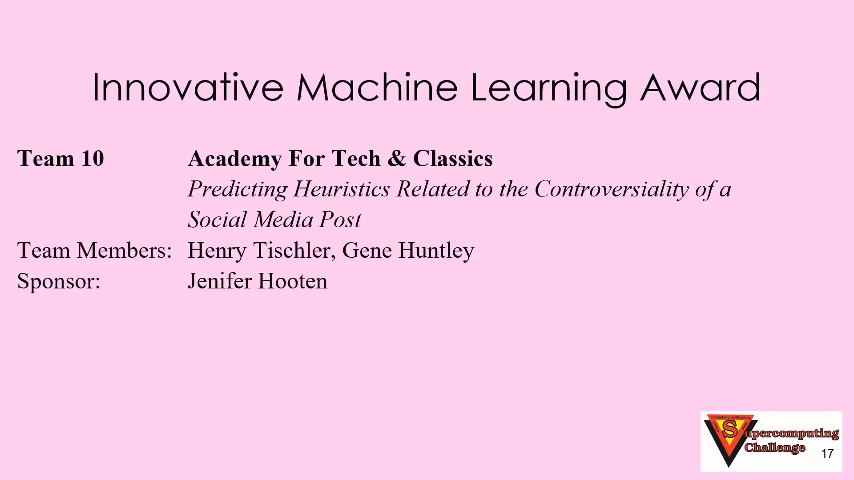 Innovative Machine Learning Award
Team 10 Academy For Tech & Classics
Predicting Heuristics Related to the Controversiality of a
Social Media Post
Team Members: Henry Tischler, Gene Huntley
Sponsor: Jenifer Hooten
Supercomputing
Challenge
17